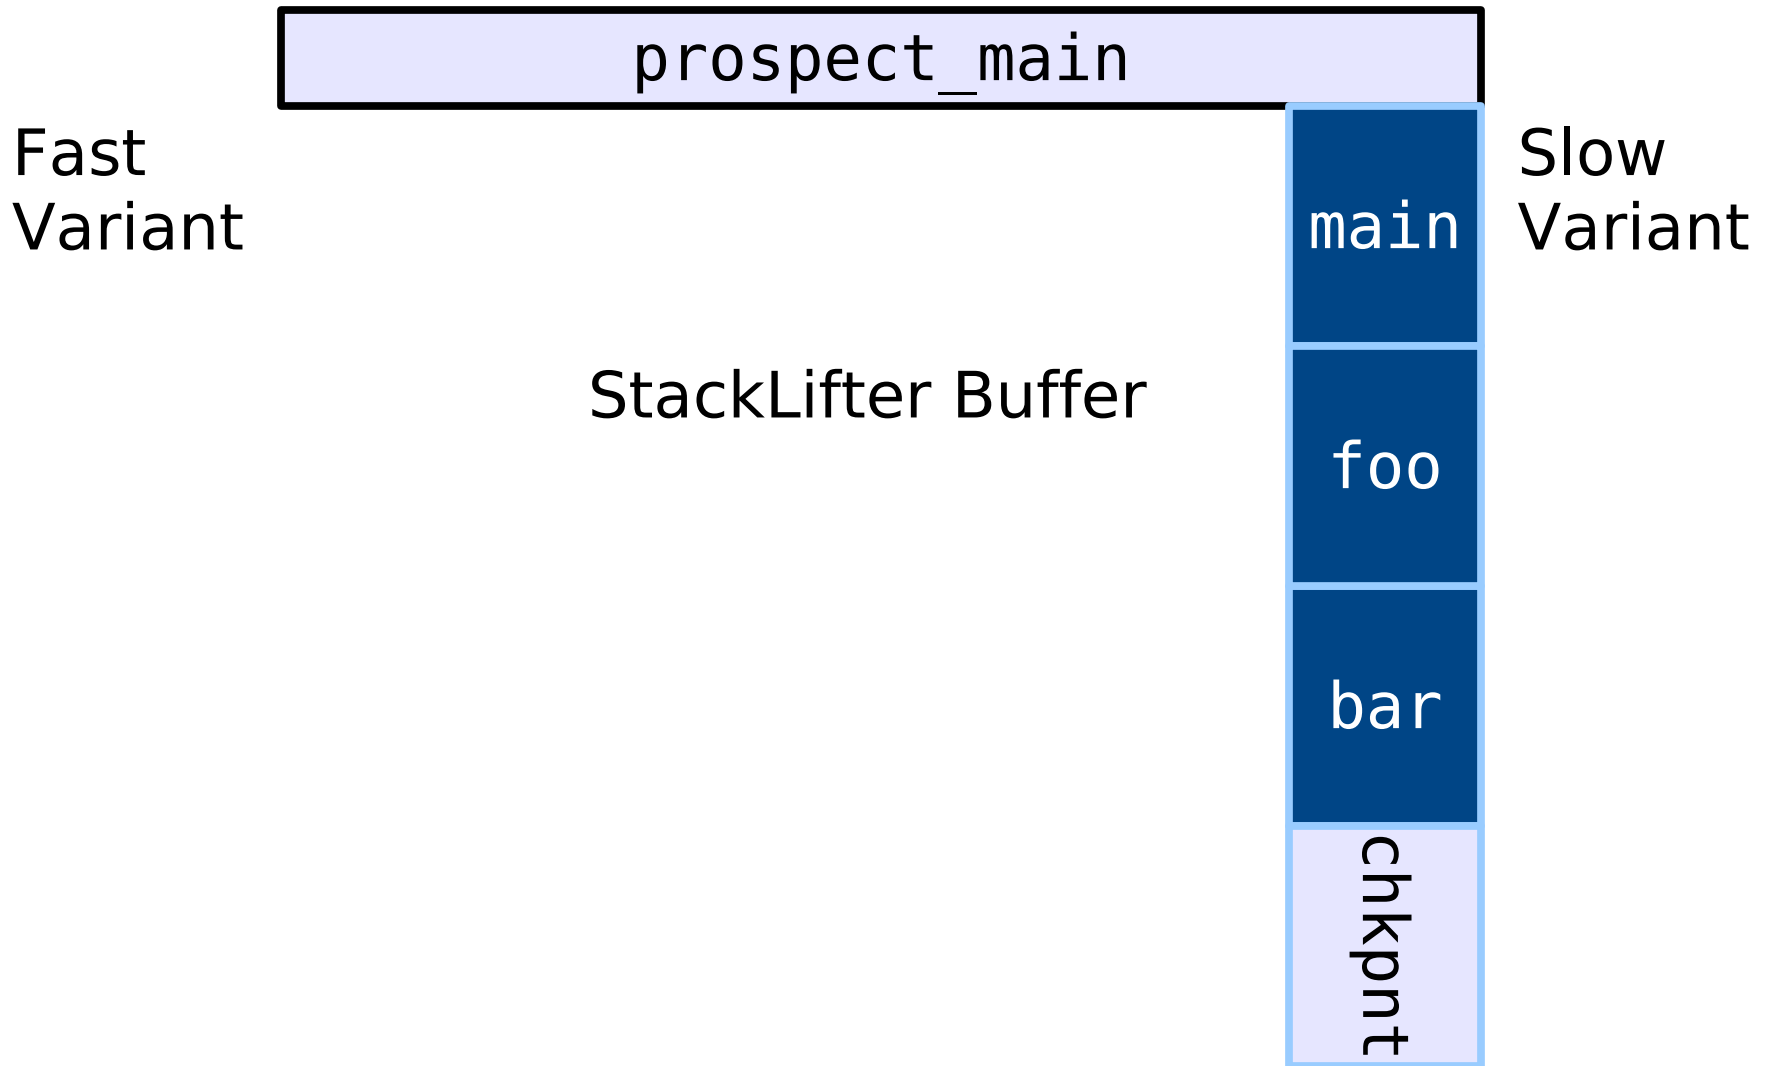 prospect_main
Fast
Variant
Slow
Variant
main
StackLifter Buffer
foo
bar
chkpnt